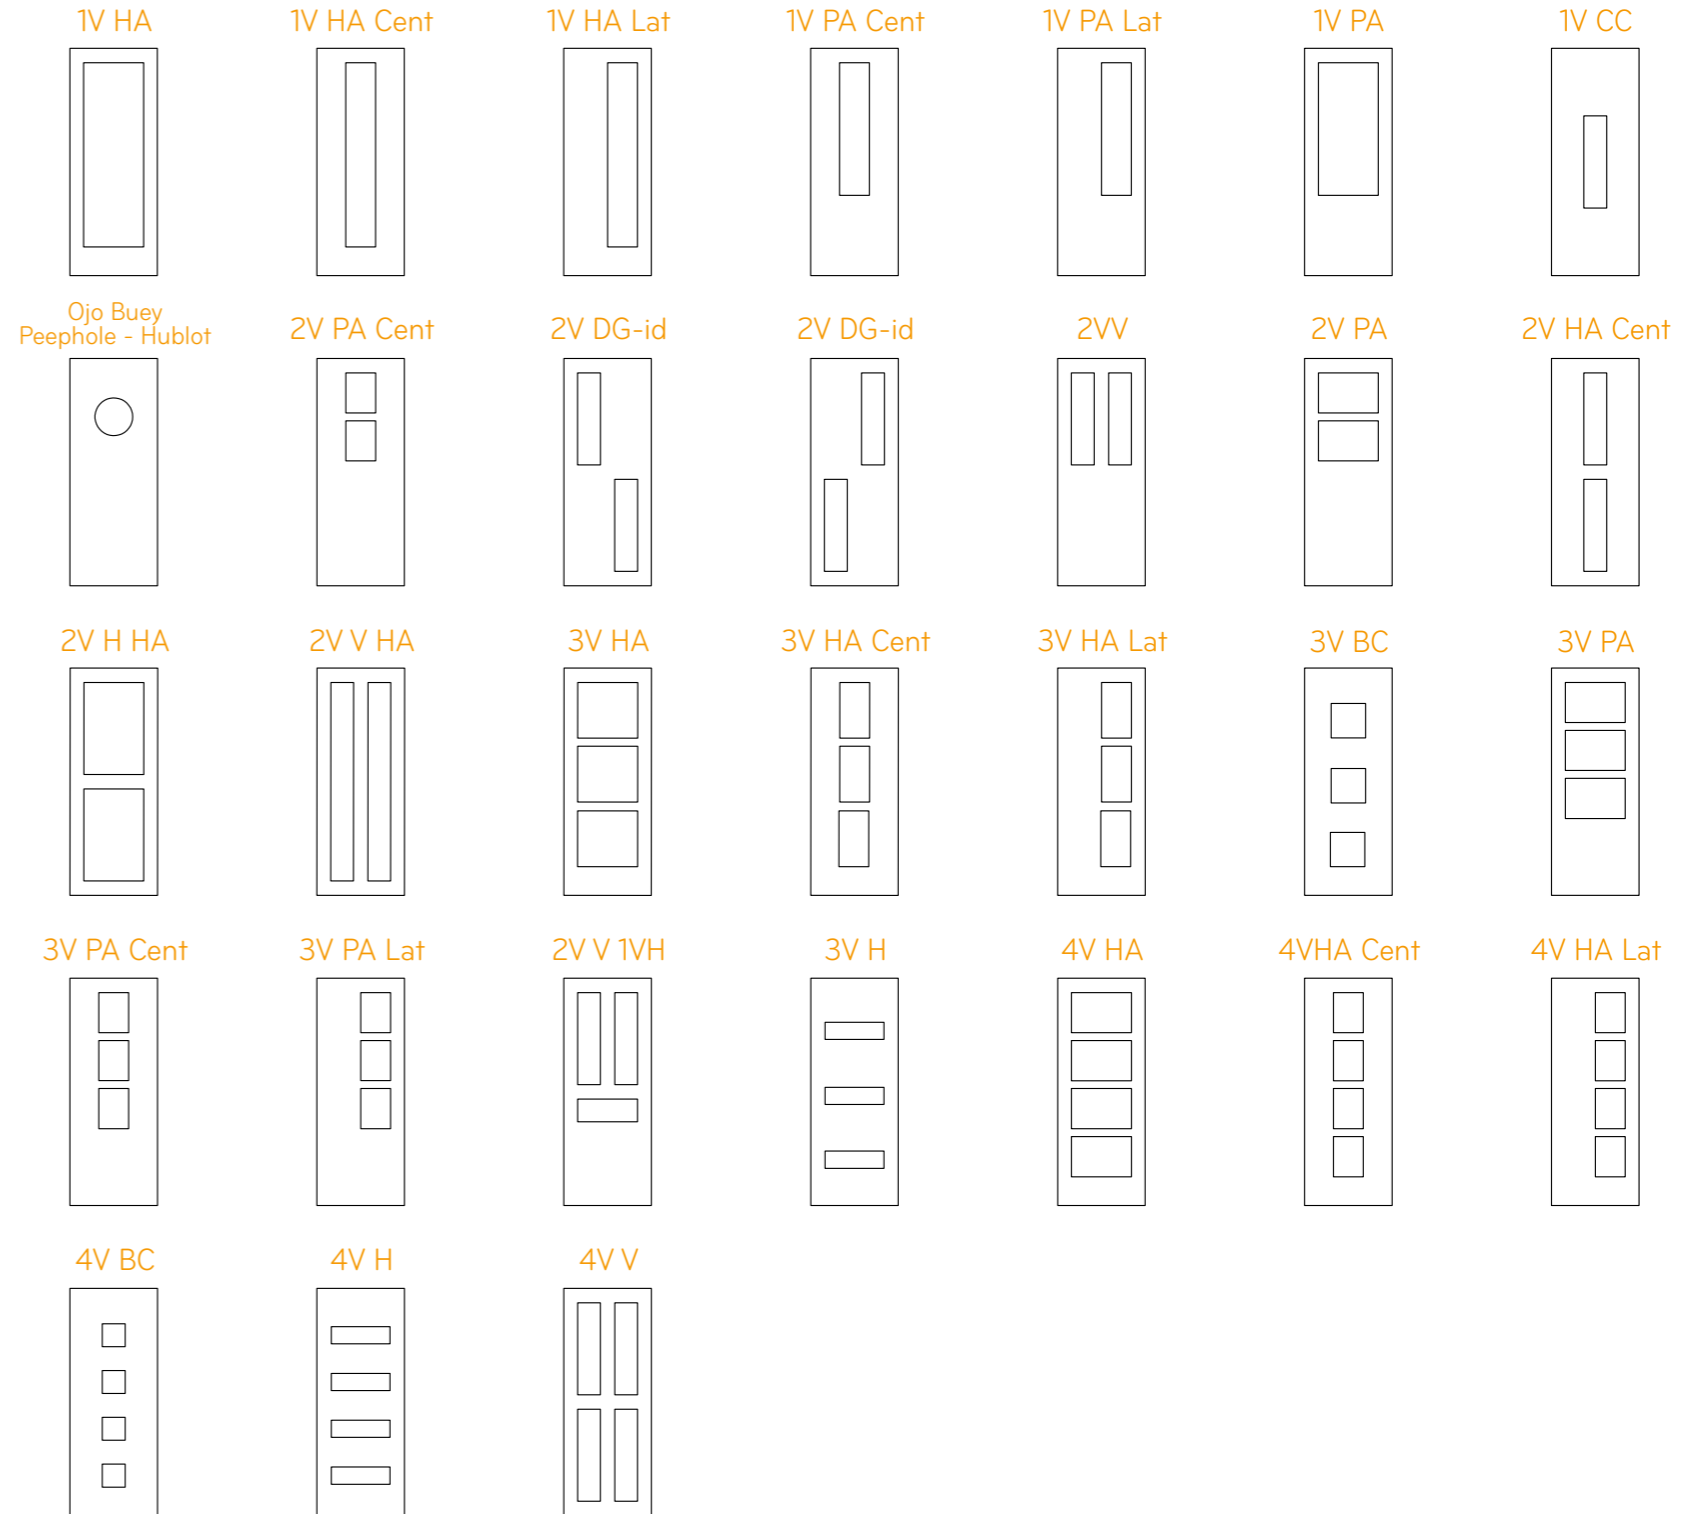 1V HA
1V HA Cent
1V HA Lat
1V PA Cent
1V PA Lat
1V PA
1V CC
Ojo Buey
Peephole - Hublot
2V PA Cent
2V DG-id
2V DG-id
2VV
2V PA
2V HA Cent
2V H HA
2V V HA
3V HA
3V HA Cent
3V HA Lat
3V BC
3V PA
3V PA Cent
3V PA Lat
2V V 1VH
3V H
4V HA
4VHA Cent
4V HA Lat
4V BC
4V H
4V V